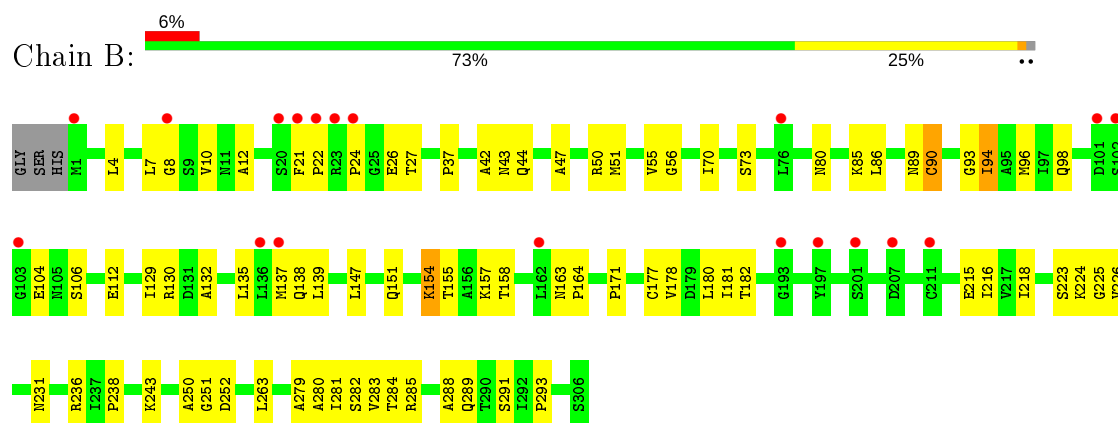 6%
Chain B:
73% 25% ••
GLY SER HIS M1 L4 L7 G8 S9 V10 N11 A12 S20 F21 P22 R23 P24 G25 E26 T27 P37 A42 N43 Q44 A47 R50 M51 V55 G56 I70 S73 L76 N80 K85 L86 N89 C90 G93 I94 A95 M96 I97 Q98 D101 S102
G103 E104 N105 S106 E112 I129 R130 D131 A132 L135 L136 M137 Q138 L139 L147 Q151 K154 T155 A156 K157 T158 L162 N163 P164 P171 C177 V178 D179 L180 I181 T182 G193 Y197 S201 D207 C211 E215 I216 V217 I218 S223 K224 G225 V226
N231 R236 I237 P238 K243 A250 G251 D252 L263 A279 A280 I281 S282 V283 T284 R285 A288 Q289 T290 S291 I292 P293 S306